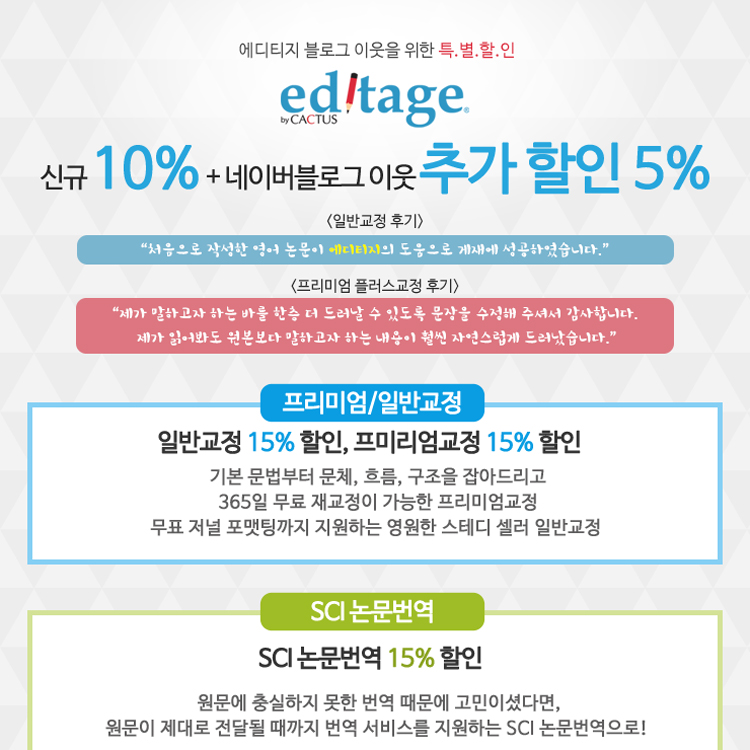 에디티지 블로그 이웃을 위한 특.별.할.인
editage®
by CACTUS
신규 10% + 네이버블로그 이웃 추가 할인 5%
<일반교정 후기>
“처음으로 작성한 영어 논문이 에디티지의 도움으로 게재에 성공하였습니다.”
<프리미엄 플러스교정 후기>
“제가 말하고자 하는 바를 한층 더 드러날 수 있도록 문장을 수정해 주셔서 감사합니다.
제가 읽어봐도 원본보다 말하고자 하는 내용이 훨씬 자연스럽게 드러났습니다.”
프리미엄/일반교정
일반교정 15% 할인, 프미리엄교정 15% 할인
기본 문법부터 문체, 흐름, 구조을 잡아드리고
365일 무료 재교정이 가능한 프리미엄교정
무표 저널 포맷팅까지 지원하는 영원한 스테디 셀러 일반교정
SCI 논문번역
SCI 논문번역 15% 할인
원문에 충실하지 못한 번역 때문에 고민이셨다면,
원문이 제대로 전달될 때까지 번역 서비스를 지원하는 SCI 논문번역으로!